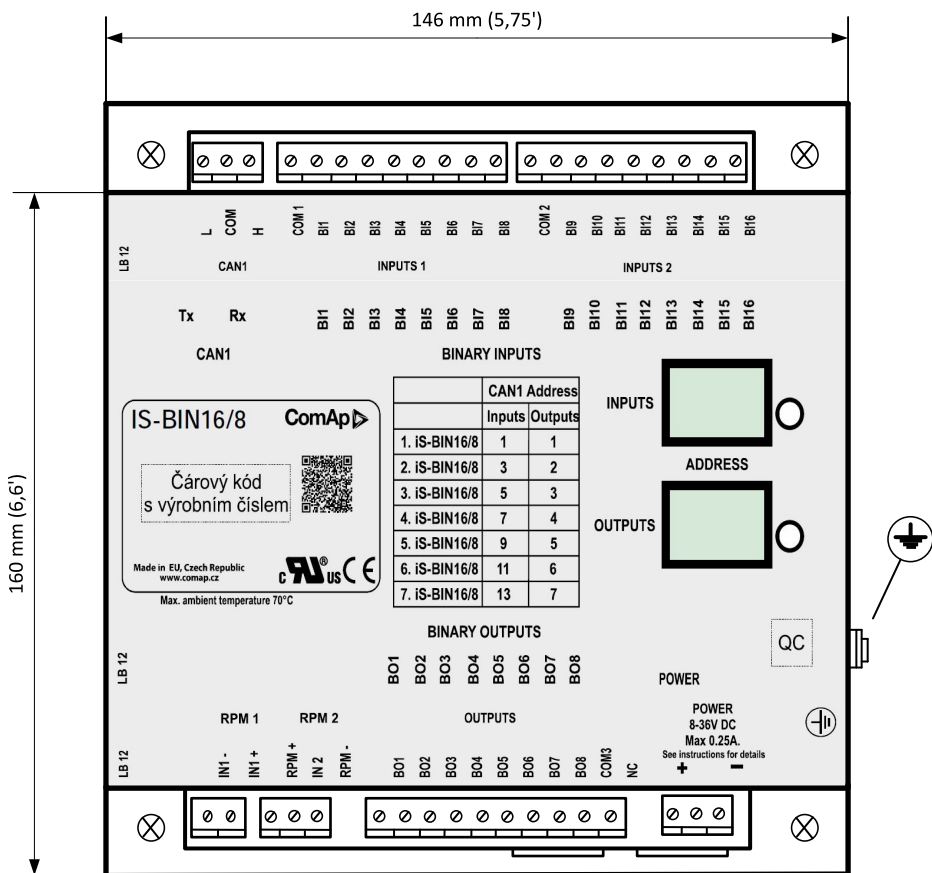 146 mm (5,75')
160 mm (6,6')
L COM H COM 1 BI1 BI2 BI3 BI4 BI5 BI6 BI7 BI8 COM 2 BI9 BI10 BI11 BI12 BI13 BI14 BI15 BI16
LB 12
CAN1 INPUTS 1 INPUTS 2
Tx Rx BI1 BI2 BI3 BI4 BI5 BI6 BI7 BI8 BI9 BI10 BI11 BI12 BI13 BI14 BI15 BI16
CAN1 BINARY INPUTS
IS-BIN16/8 ComAp
Čárový kód
s výrobním číslem
Made in EU, Czech Republic
www.comap.cz
c RU ® US CE
Max. ambient temperature 70°C
CAN1 Address
Inputs Outputs
1. iS-BIN16/8 1 1
2. iS-BIN16/8 3 2
3. iS-BIN16/8 5 3
4. iS-BIN16/8 7 4
5. iS-BIN16/8 9 5
6. iS-BIN16/8 11 6
7. iS-BIN16/8 13 7
INPUTS
ADDRESS
OUTPUTS
QC
BINARY OUTPUTS
LB 12
BO1 BO2 BO3 BO4 BO5 BO6 BO7 BO8
POWER
RPM 1 RPM 2 OUTPUTS
POWER
8-36V DC
Max 0.25A.
See instructions for details
+ −
LB 12
IN1 - IN1 + RPM + IN 2 RPM - BO1 BO2 BO3 BO4 BO5 BO6 BO7 BO8 COM3 NC